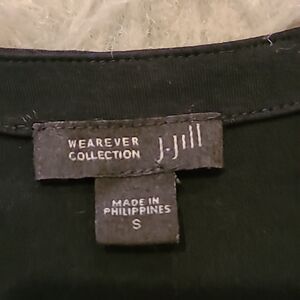 WEAREVER
COLLECTION
J.Jill
MADE IN
PHILIPPINES
S